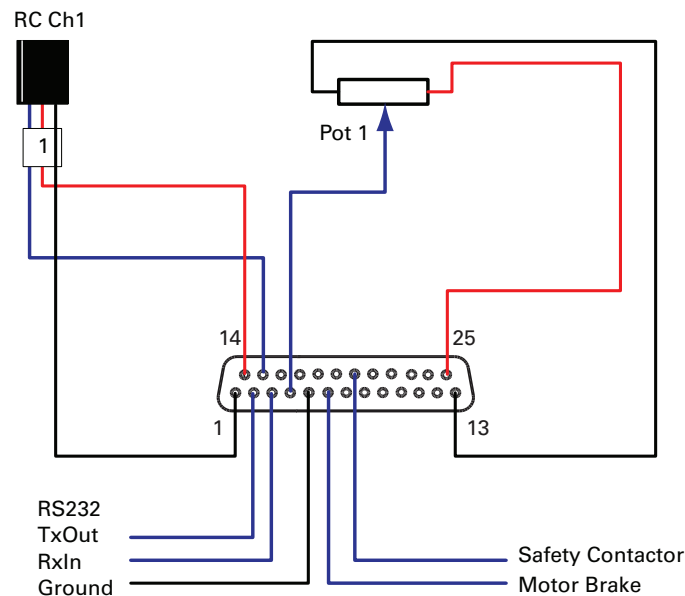 RC Ch1
1
Pot 1
14
25
1
13
RS232
TxOut
RxIn
Ground
Safety Contactor
Motor Brake